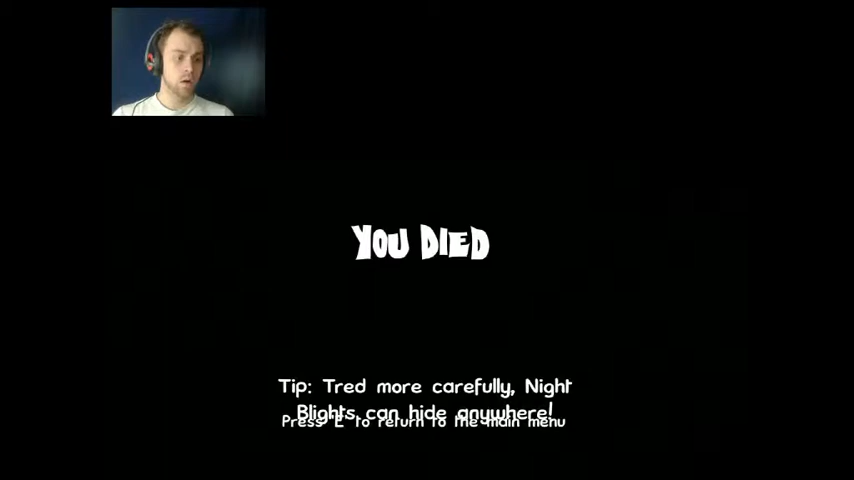 YOU DIED
Tip: Tred more carefully, Night
Blights can hide anywhere!
Press 'E' to return to the main menu